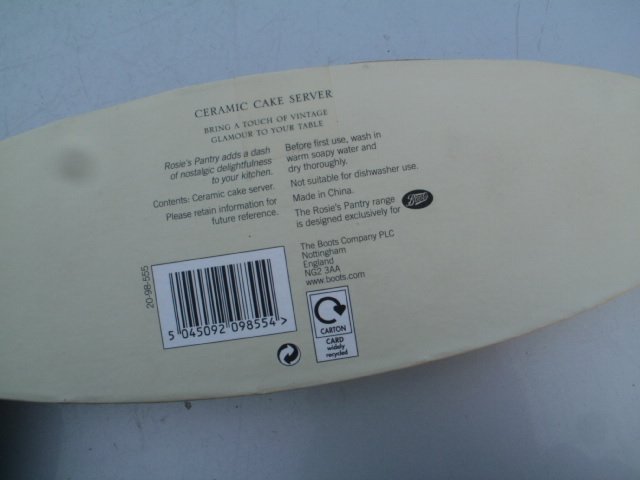 CERAMIC CAKE SERVER
BRING A TOUCH OF VINTAGE
GLAMOUR TO YOUR TABLE
Rosie's Pantry adds a dash
of nostalgic delightfulness
to your kitchen.
Contents: Ceramic cake server.
Please retain information for
future reference.
Before first use, wash in
warm soapy water and
dry thoroughly.
Not suitable for dishwasher use.
Made in China.
The Rosie's Pantry range
is designed exclusively for
Boots
The Boots Company PLC
Nottingham
England
NG2 3AA
www.boots.com
20-98-555
5 045092 098554 >
CARTON
CARD
widely
recycled